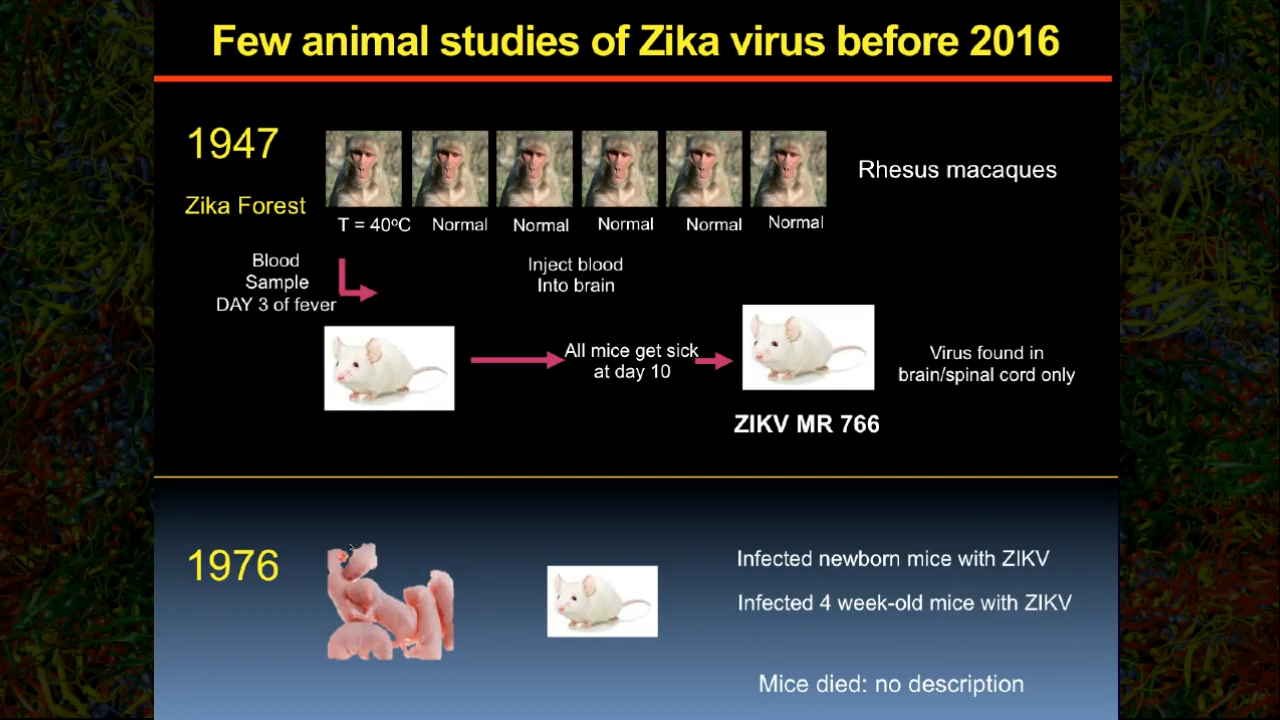 Few animal studies of Zika virus before 2016
1947
Rhesus macaques
Zika Forest
T = 40ºC
Normal
Normal
Normal
Normal
Normal
Blood
Sample
DAY 3 of fever
Inject blood
Into brain
All mice get sick
at day 10
Virus found in
brain/spinal cord only
ZIKV MR 766
1976
Infected newborn mice with ZIKV
Infected 4 week-old mice with ZIKV
Mice died: no description